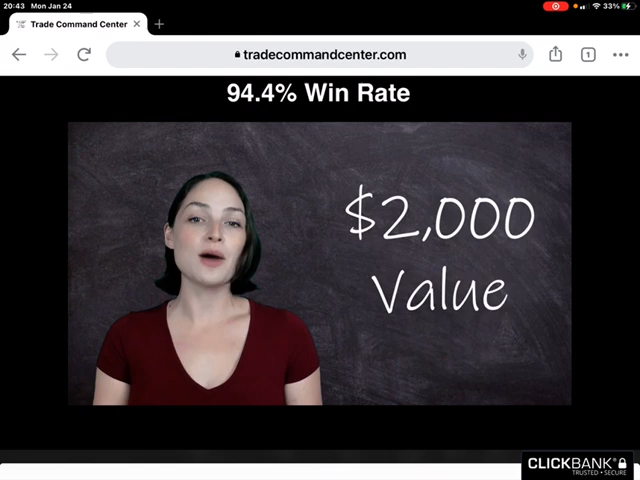 20:43 Mon Jan 24
33%
Trade Command Center
tradecommandcenter.com
1
94.4% Win Rate
$2,000
Value
CLICKBANK®
TRUSTED • SECURE